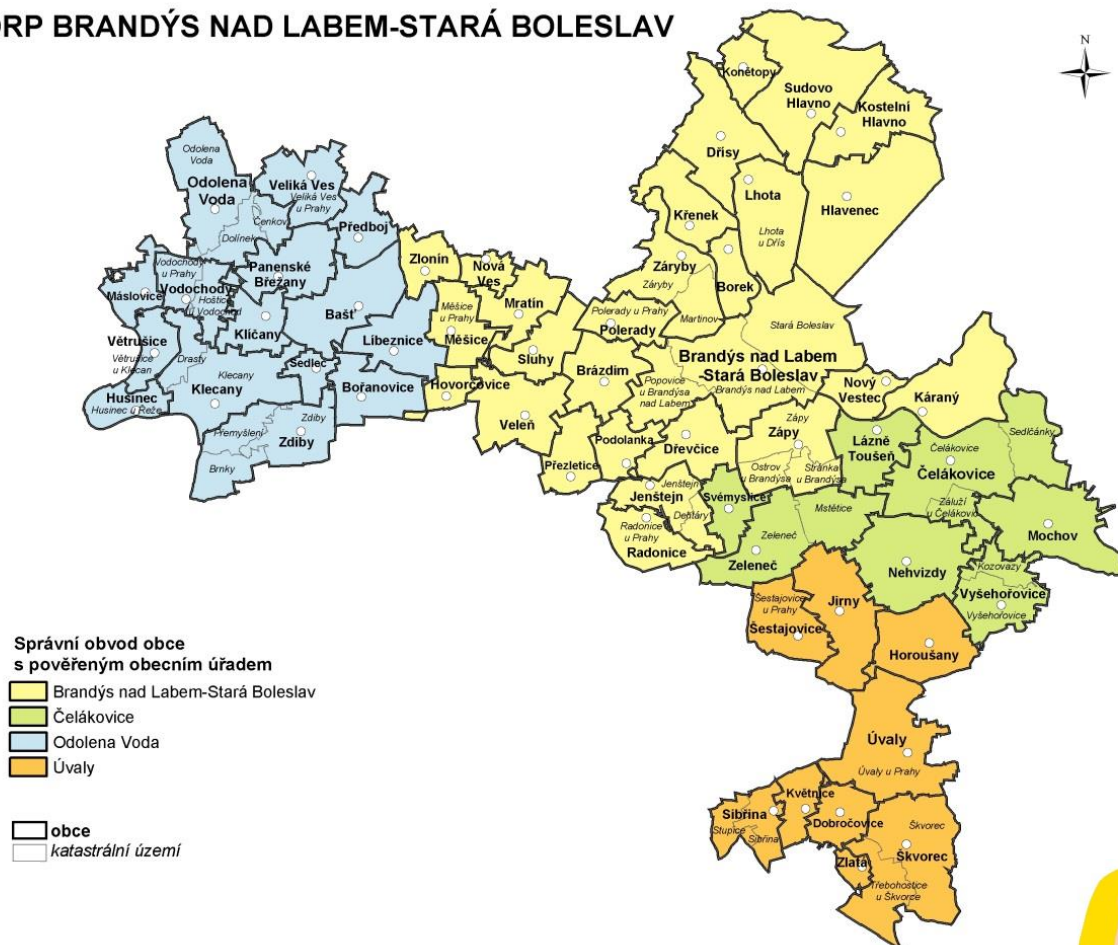 ORP BRANDÝS NAD LABEM-STARÁ BOLESLAV
N
Konětopy
Sudovo
Hlavno
Kostelní
Hlavno
Dřísy
Lhota
Lhota
u Dřís
Hlavenec
Křenek
Záryby
Záryby
Borek
Martinov
Odolena
Voda
Odolena
Voda
Dolínek
Čenkov
Veliká Ves
Veliká Ves
u Prahy
Předboj
Zlonín
Nová
Ves
Panenské
Břežany
Vodochody
u Prahy
Vodochody
Hoštice
u Vodochod
Máslovice
Klíčany
Bašť
Měšice
u Prahy
Měšice
Mratín
Polerady u Prahy
Polerady
Stará Boleslav
Větrušice
Větrušice
u Klecan
Drasty
Klecany
Klecany
Sedlec
Líbeznice
Sluhy
Brázdim
Brandýs nad Labem
-Stará Boleslav
Brandýs nad Labem
Popovice
u Brandýsa
nad Labem
Nový
Vestec
Káraný
Husinec
Husinec u Řeže
Bořanovice
Hovorčovice
Zdiby
Zdiby
Přemyšlení
Brnky
Veleň
Přezletice
Podolanka
Dřevčice
Zápy
Zápy
Ostrov
u Brandýsa
Stránka
u Brandýsa
Lázně
Toušeň
Čelákovice
Čelákovice
Sedlčánky
Záluží
u Čelákovic
Jenštejn
Jenštejn
Dehtáry
Svémyslice
Mstětice
Radonice
u Prahy
Radonice
Zeleneč
Zeleneč
Nehvizdy
Mochov
Kozovazy
Vyšehořovice
Vyšehořovice
Šestajovice
u Prahy
Šestajovice
Jirny
Horoušany
Úvaly
Úvaly u Prahy
Sibřina
Stupice
Sibřina
Květnice
Dobročovice
Škvorec
Škvorec
Zlatá
Třebohostice
u Škvorce
Správní obvod obce
s pověřeným obecním úřadem
Brandýs nad Labem-Stará Boleslav
Čelákovice
Odolena Voda
Úvaly
obce
katastrální území